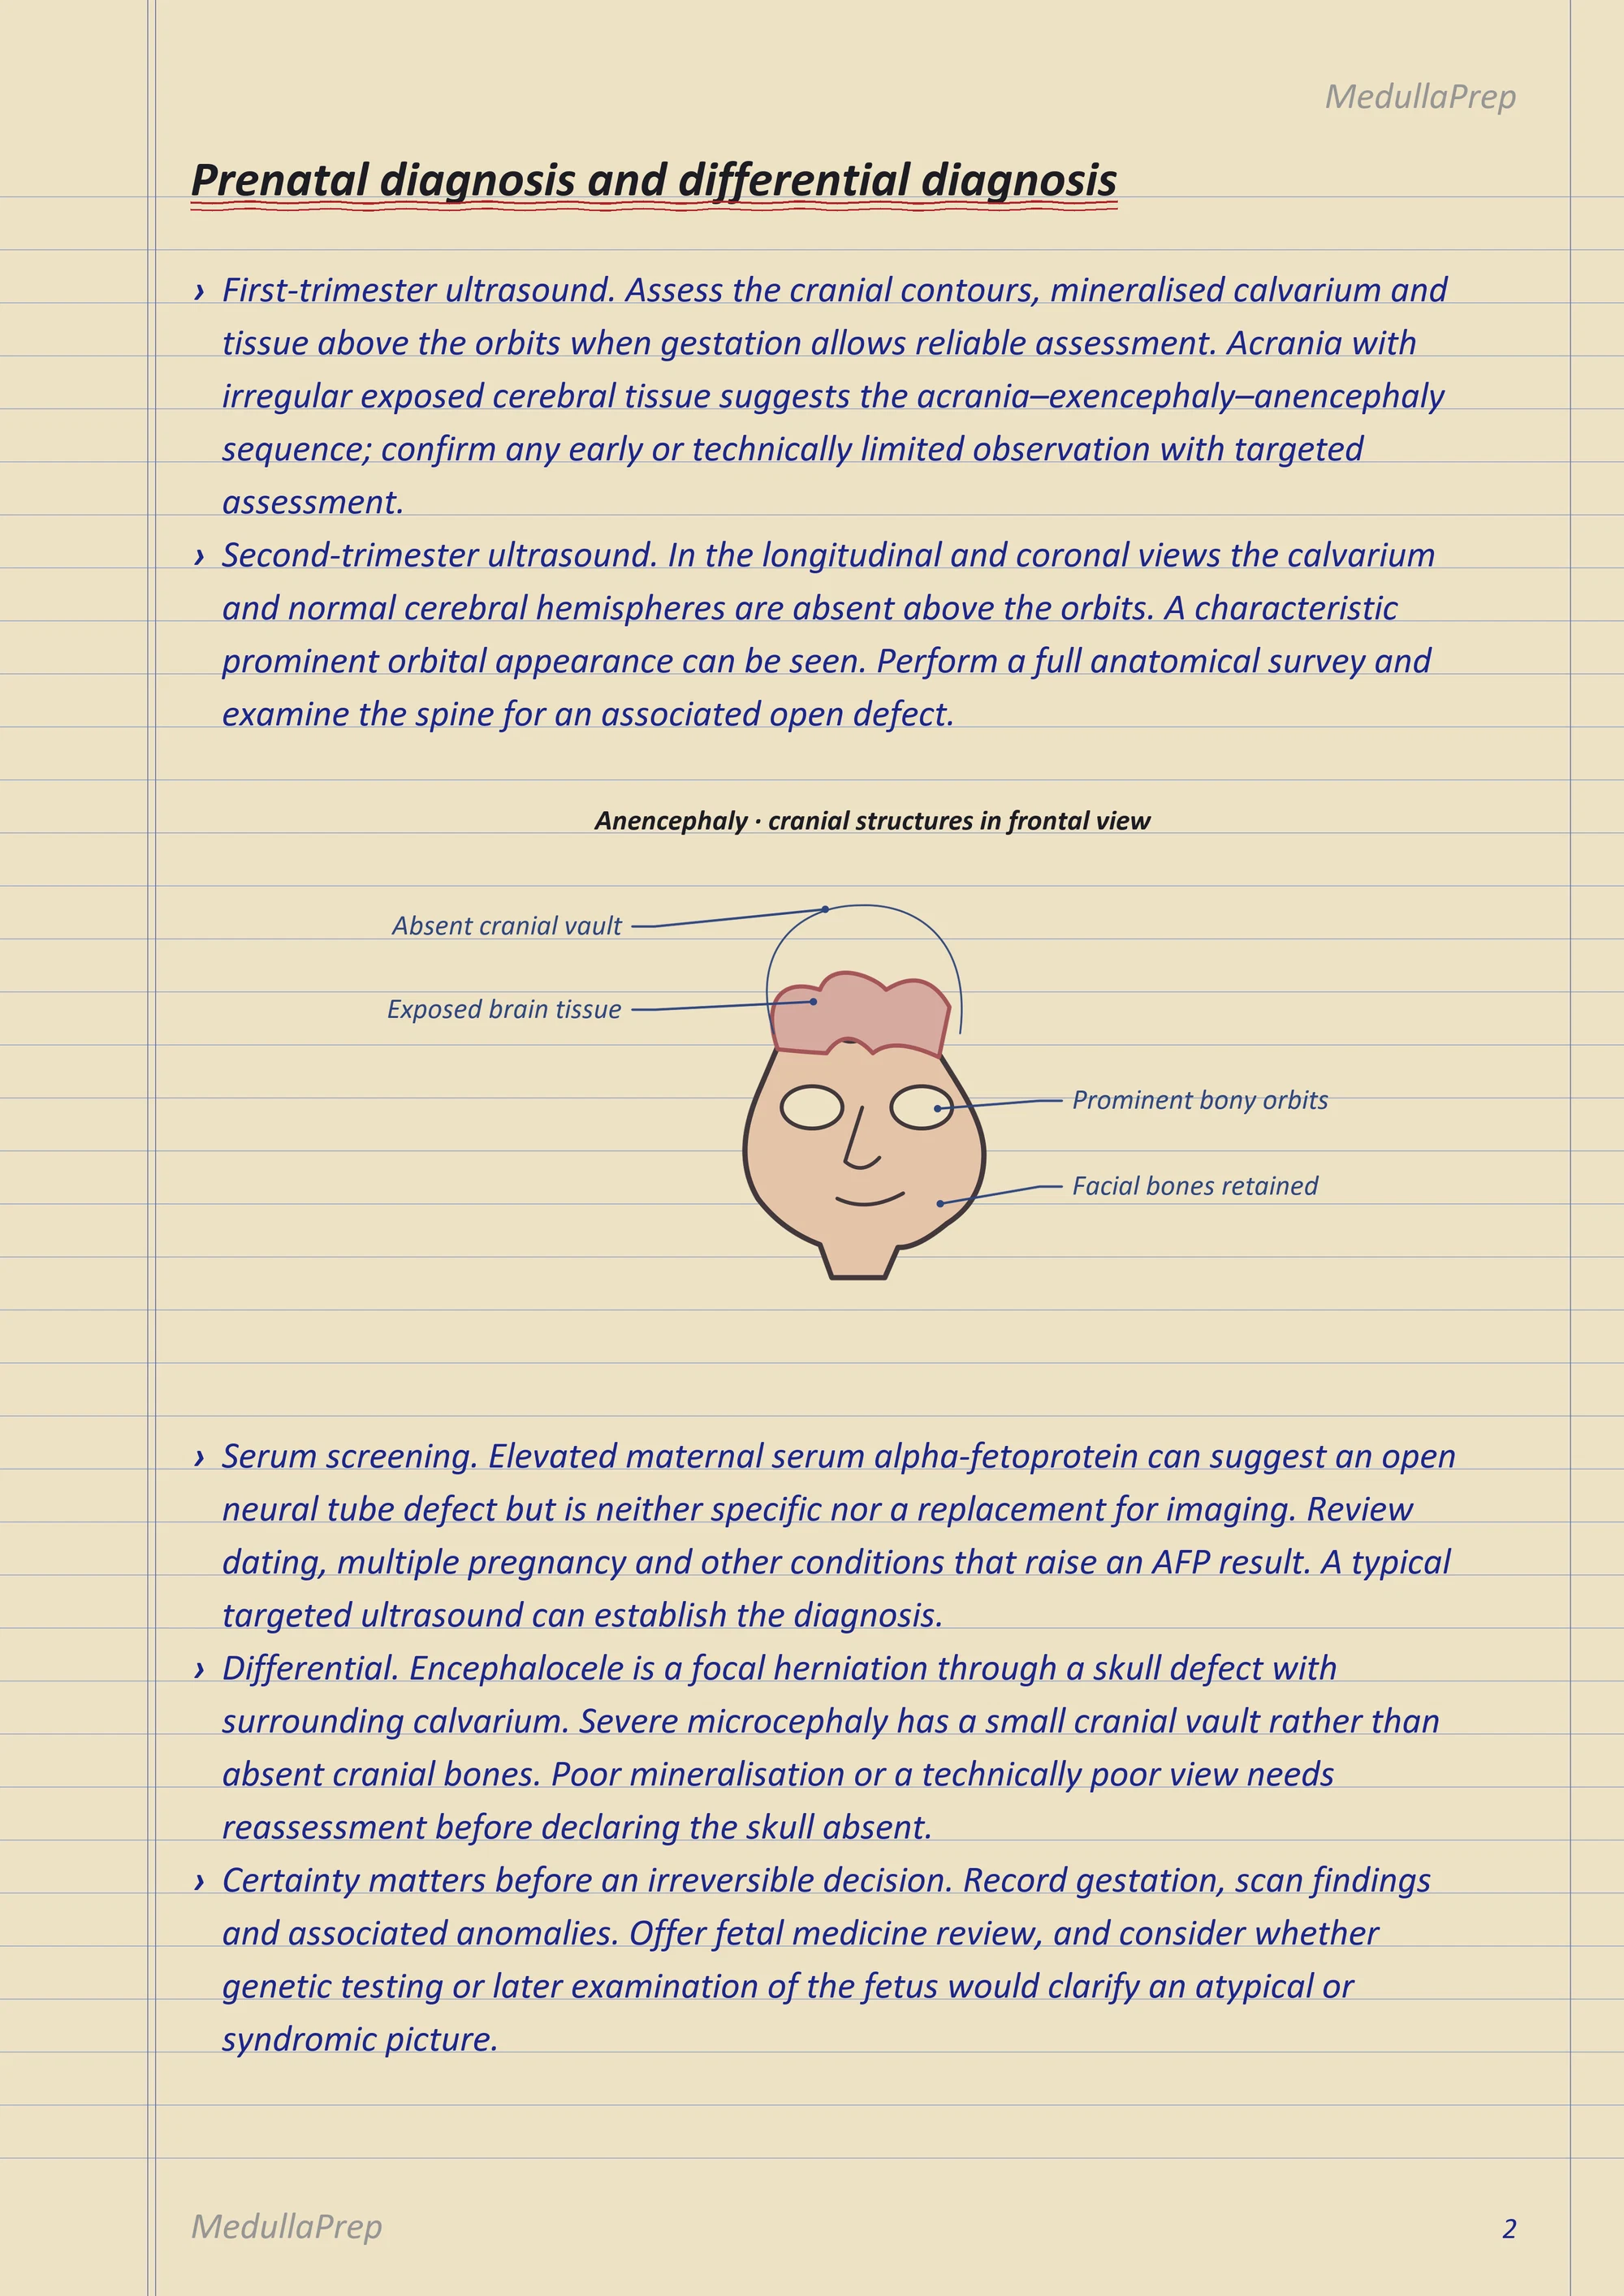 MedullaPrep
Prenatal diagnosis and differential diagnosis
› First-trimester ultrasound. Assess the cranial contours, mineralised calvarium and
tissue above the orbits when gestation allows reliable assessment. Acrania with
irregular exposed cerebral tissue suggests the acrania–exencephaly–anencephaly
sequence; confirm any early or technically limited observation with targeted
assessment.
› Second-trimester ultrasound. In the longitudinal and coronal views the calvarium
and normal cerebral hemispheres are absent above the orbits. A characteristic
prominent orbital appearance can be seen. Perform a full anatomical survey and
examine the spine for an associated open defect.
Anencephaly · cranial structures in frontal view
Absent cranial vault
Exposed brain tissue
Prominent bony orbits
Facial bones retained
› Serum screening. Elevated maternal serum alpha-fetoprotein can suggest an open
neural tube defect but is neither specific nor a replacement for imaging. Review
dating, multiple pregnancy and other conditions that raise an AFP result. A typical
targeted ultrasound can establish the diagnosis.
› Differential. Encephalocele is a focal herniation through a skull defect with
surrounding calvarium. Severe microcephaly has a small cranial vault rather than
absent cranial bones. Poor mineralisation or a technically poor view needs
reassessment before declaring the skull absent.
› Certainty matters before an irreversible decision. Record gestation, scan findings
and associated anomalies. Offer fetal medicine review, and consider whether
genetic testing or later examination of the fetus would clarify an atypical or
syndromic picture.
MedullaPrep
2